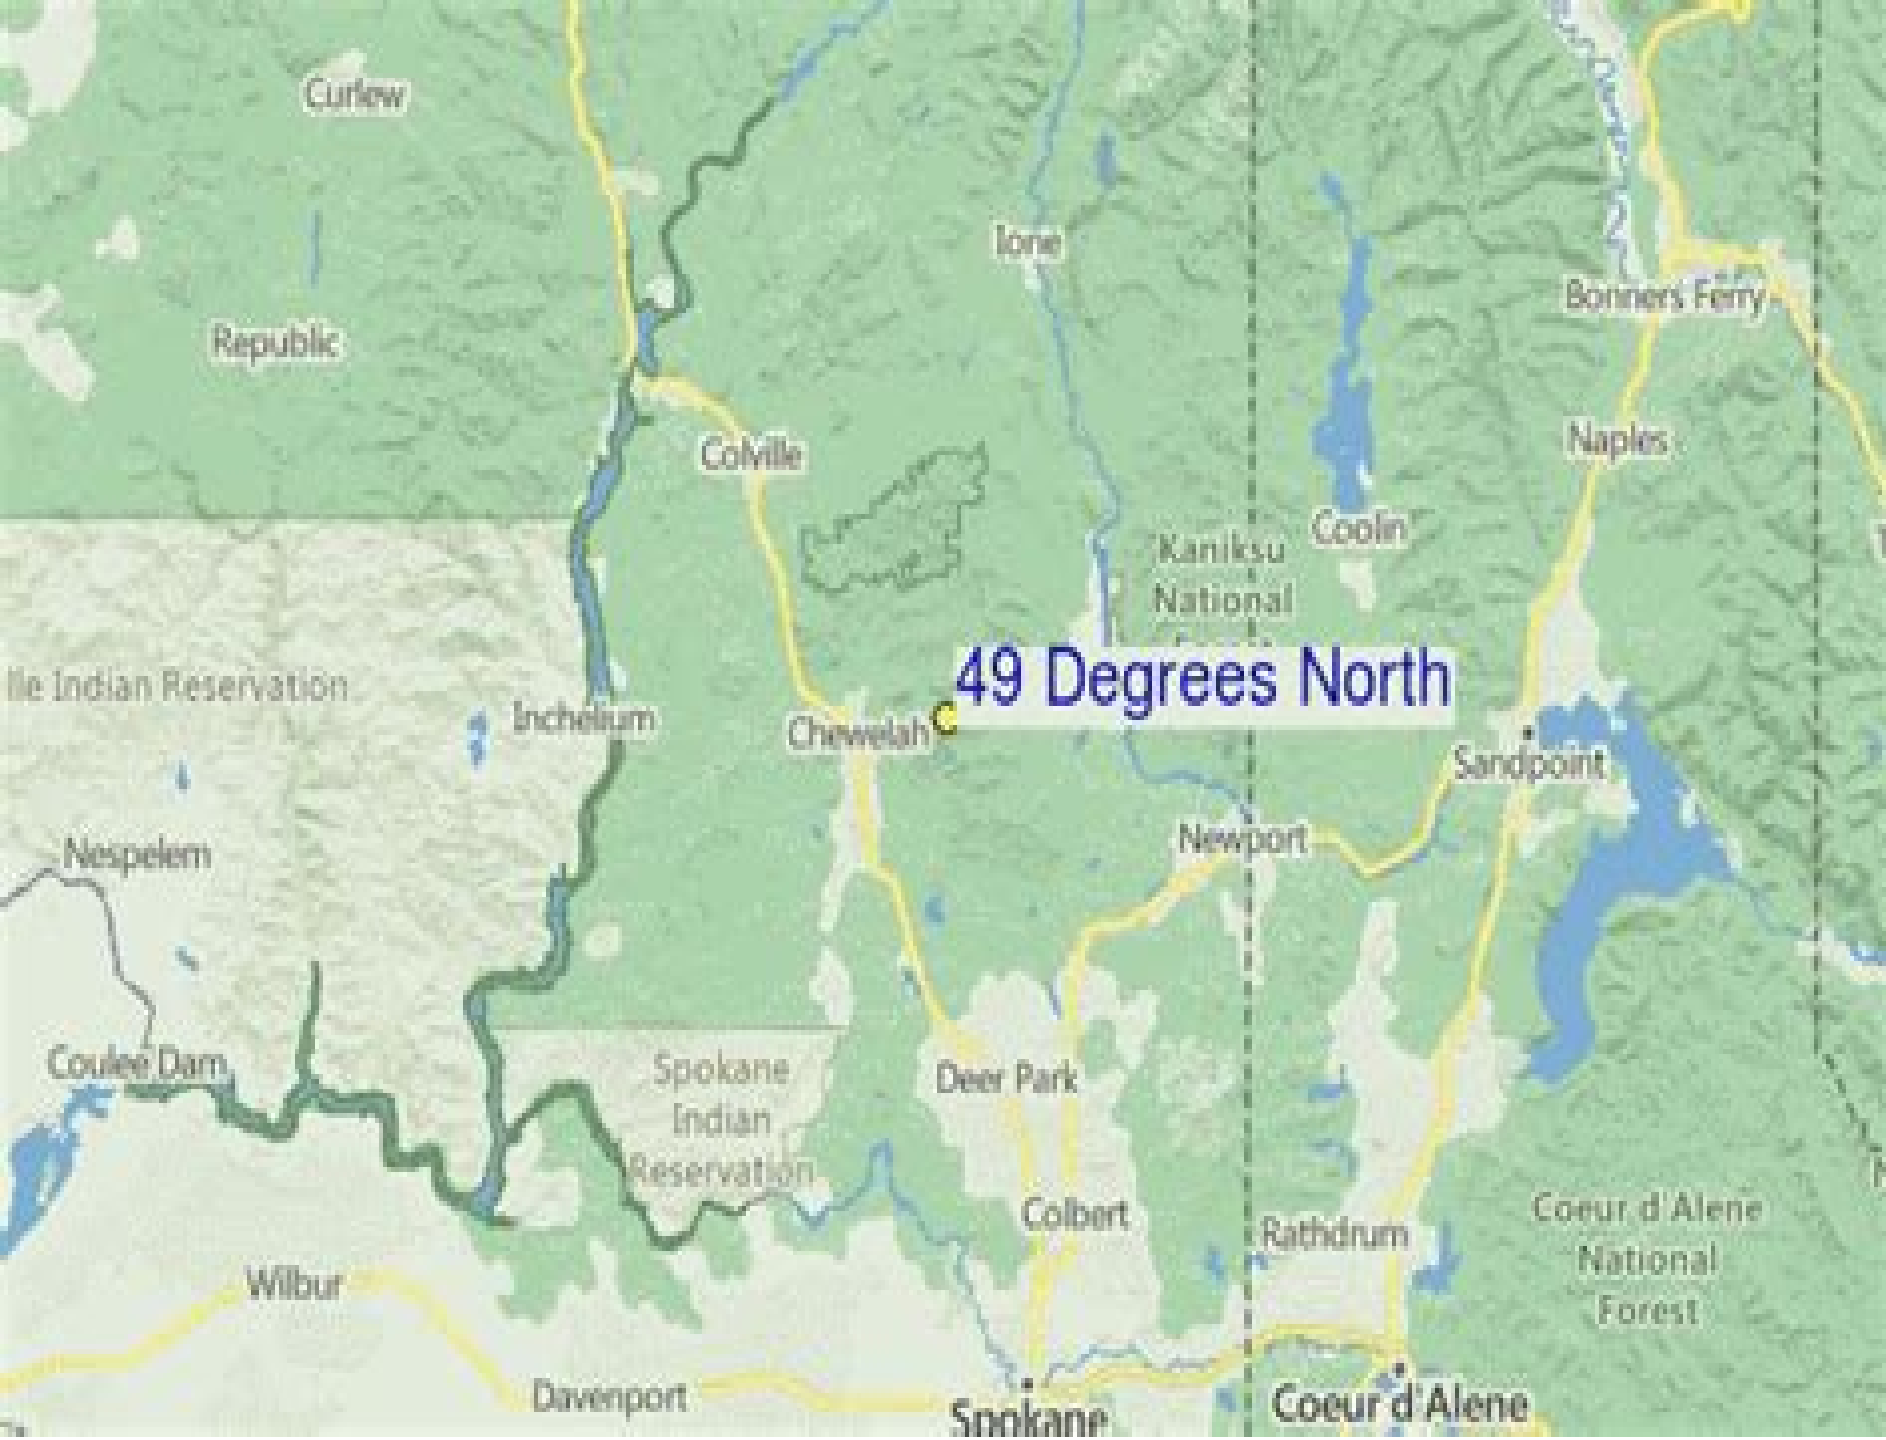 Curlew
Ione
Bonners Ferry
Republic
Naples
Colville
Coolin
Kaniksu
National
49 Degrees North
lle Indian Reservation
Inchelium
Chewelah
Sandpoint
Nespelem
Newport
Coulee Dam
Spokane
Indian
Reservation
Deer Park
Colbert
Rathdrum
Coeur d'Alene
National
Forest
Wilbur
Davenport
Spokane
Coeur d'Alene